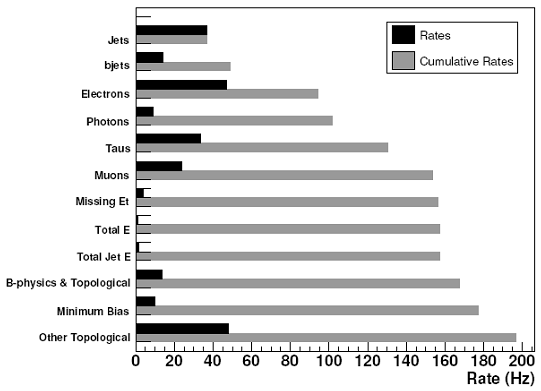 Rates
Cumulative Rates
Jets
bjets
Electrons
Photons
Taus
Muons
Missing Et
Total E
Total Jet E
B-physics & Topological
Minimum Bias
Other Topological
0 20 40 60 80 100 120 140 160 180 200
Rate (Hz)